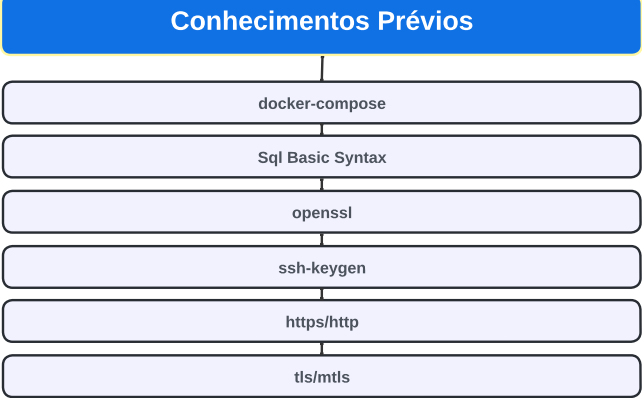 Conhecimentos Prévios
docker-compose
Sql Basic Syntax
openssl
ssh-keygen
https/http
tls/mtls